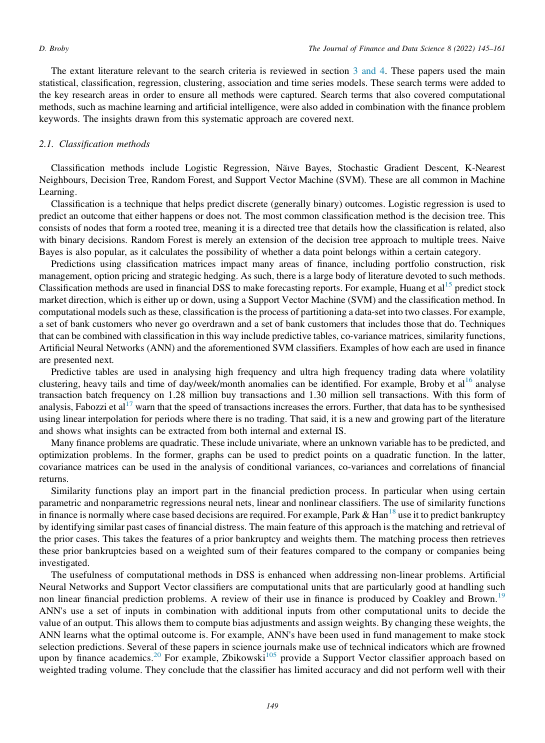 D. Broby
The Journal of Finance and Data Science 8 (2022) 145–161
The extant literature relevant to the search criteria is reviewed in section 3 and 4. These papers used the main
statistical, classification, regression, clustering, association and time series models. These search terms were added to
the key research areas in order to ensure all methods were captured. Search terms that also covered computational
methods, such as machine learning and artificial intelligence, were also added in combination with the finance problem
keywords. The insights drawn from this systematic approach are covered next.
2.1. Classification methods
Classification methods include Logistic Regression, Naïve Bayes, Stochastic Gradient Descent, K-Nearest
Neighbours, Decision Tree, Random Forest, and Support Vector Machine (SVM). These are all common in Machine
Learning.
Classification is a technique that helps predict discrete (generally binary) outcomes. Logistic regression is used to
predict an outcome that either happens or does not. The most common classification method is the decision tree. This
consists of nodes that form a rooted tree, meaning it is a directed tree that details how the classification is related, also
with binary decisions. Random Forest is merely an extension of the decision tree approach to multiple trees. Naive
Bayes is also popular, as it calculates the possibility of whether a data point belongs within a certain category.
Predictions using classification matrices impact many areas of finance, including portfolio construction, risk
management, option pricing and strategic hedging. As such, there is a large body of literature devoted to such methods.
Classification methods are used in financial DSS to make forecasting reports. For example, Huang et al15 predict stock
market direction, which is either up or down, using a Support Vector Machine (SVM) and the classification method. In
computational models such as these, classification is the process of partitioning a data-set into two classes. For example,
a set of bank customers who never go overdrawn and a set of bank customers that includes those that do. Techniques
that can be combined with classification in this way include predictive tables, co-variance matrices, similarity functions,
Artificial Neural Networks (ANN) and the aforementioned SVM classifiers. Examples of how each are used in finance
are presented next.
Predictive tables are used in analysing high frequency and ultra high frequency trading data where volatility
clustering, heavy tails and time of day/week/month anomalies can be identified. For example, Broby et al16 analyse
transaction batch frequency on 1.28 million buy transactions and 1.30 million sell transactions. With this form of
analysis, Fabozzi et al17 warn that the speed of transactions increases the errors. Further, that data has to be synthesised
using linear interpolation for periods where there is no trading. That said, it is a new and growing part of the literature
and shows what insights can be extracted from both internal and external IS.
Many finance problems are quadratic. These include univariate, where an unknown variable has to be predicted, and
optimization problems. In the former, graphs can be used to predict points on a quadratic function. In the latter,
covariance matrices can be used in the analysis of conditional variances, co-variances and correlations of financial
returns.
Similarity functions play an import part in the financial prediction process. In particular when using certain
parametric and nonparametric regressions neural nets, linear and nonlinear classifiers. The use of similarity functions
in finance is normally where case based decisions are required. For example, Park & Han18 use it to predict bankruptcy
by identifying similar past cases of financial distress. The main feature of this approach is the matching and retrieval of
the prior cases. This takes the features of a prior bankruptcy and weights them. The matching process then retrieves
these prior bankruptcies based on a weighted sum of their features compared to the company or companies being
investigated.
The usefulness of computational methods in DSS is enhanced when addressing non-linear problems. Artificial
Neural Networks and Support Vector classifiers are computational units that are particularly good at handling such
non linear financial prediction problems. A review of their use in finance is produced by Coakley and Brown.19
ANN's use a set of inputs in combination with additional inputs from other computational units to decide the
value of an output. This allows them to compute bias adjustments and assign weights. By changing these weights, the
ANN learns what the optimal outcome is. For example, ANN's have been used in fund management to make stock
selection predictions. Several of these papers in science journals make use of technical indicators which are frowned
upon by finance academics.20 For example, Zbikowski105 provide a Support Vector classifier approach based on
weighted trading volume. They conclude that the classifier has limited accuracy and did not perform well with their
149